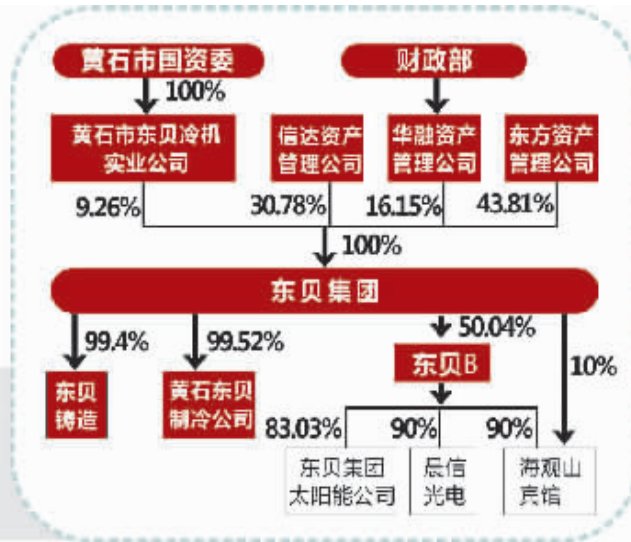 黄石市国资委
财政部
100%
黄石市东贝冷机
实业公司
信达资产
管理公司
华融资产
管理公司
东方资产
管理公司
9.26%
30.78%
16.15%
43.81%
100%
东贝集团
99.4%
99.52%
50.04%
10%
东贝
铸造
黄石东贝
制冷公司
东贝B
83.03%
90%
90%
东贝集团
太阳能公司
晨信
光电
海观山
宾馆